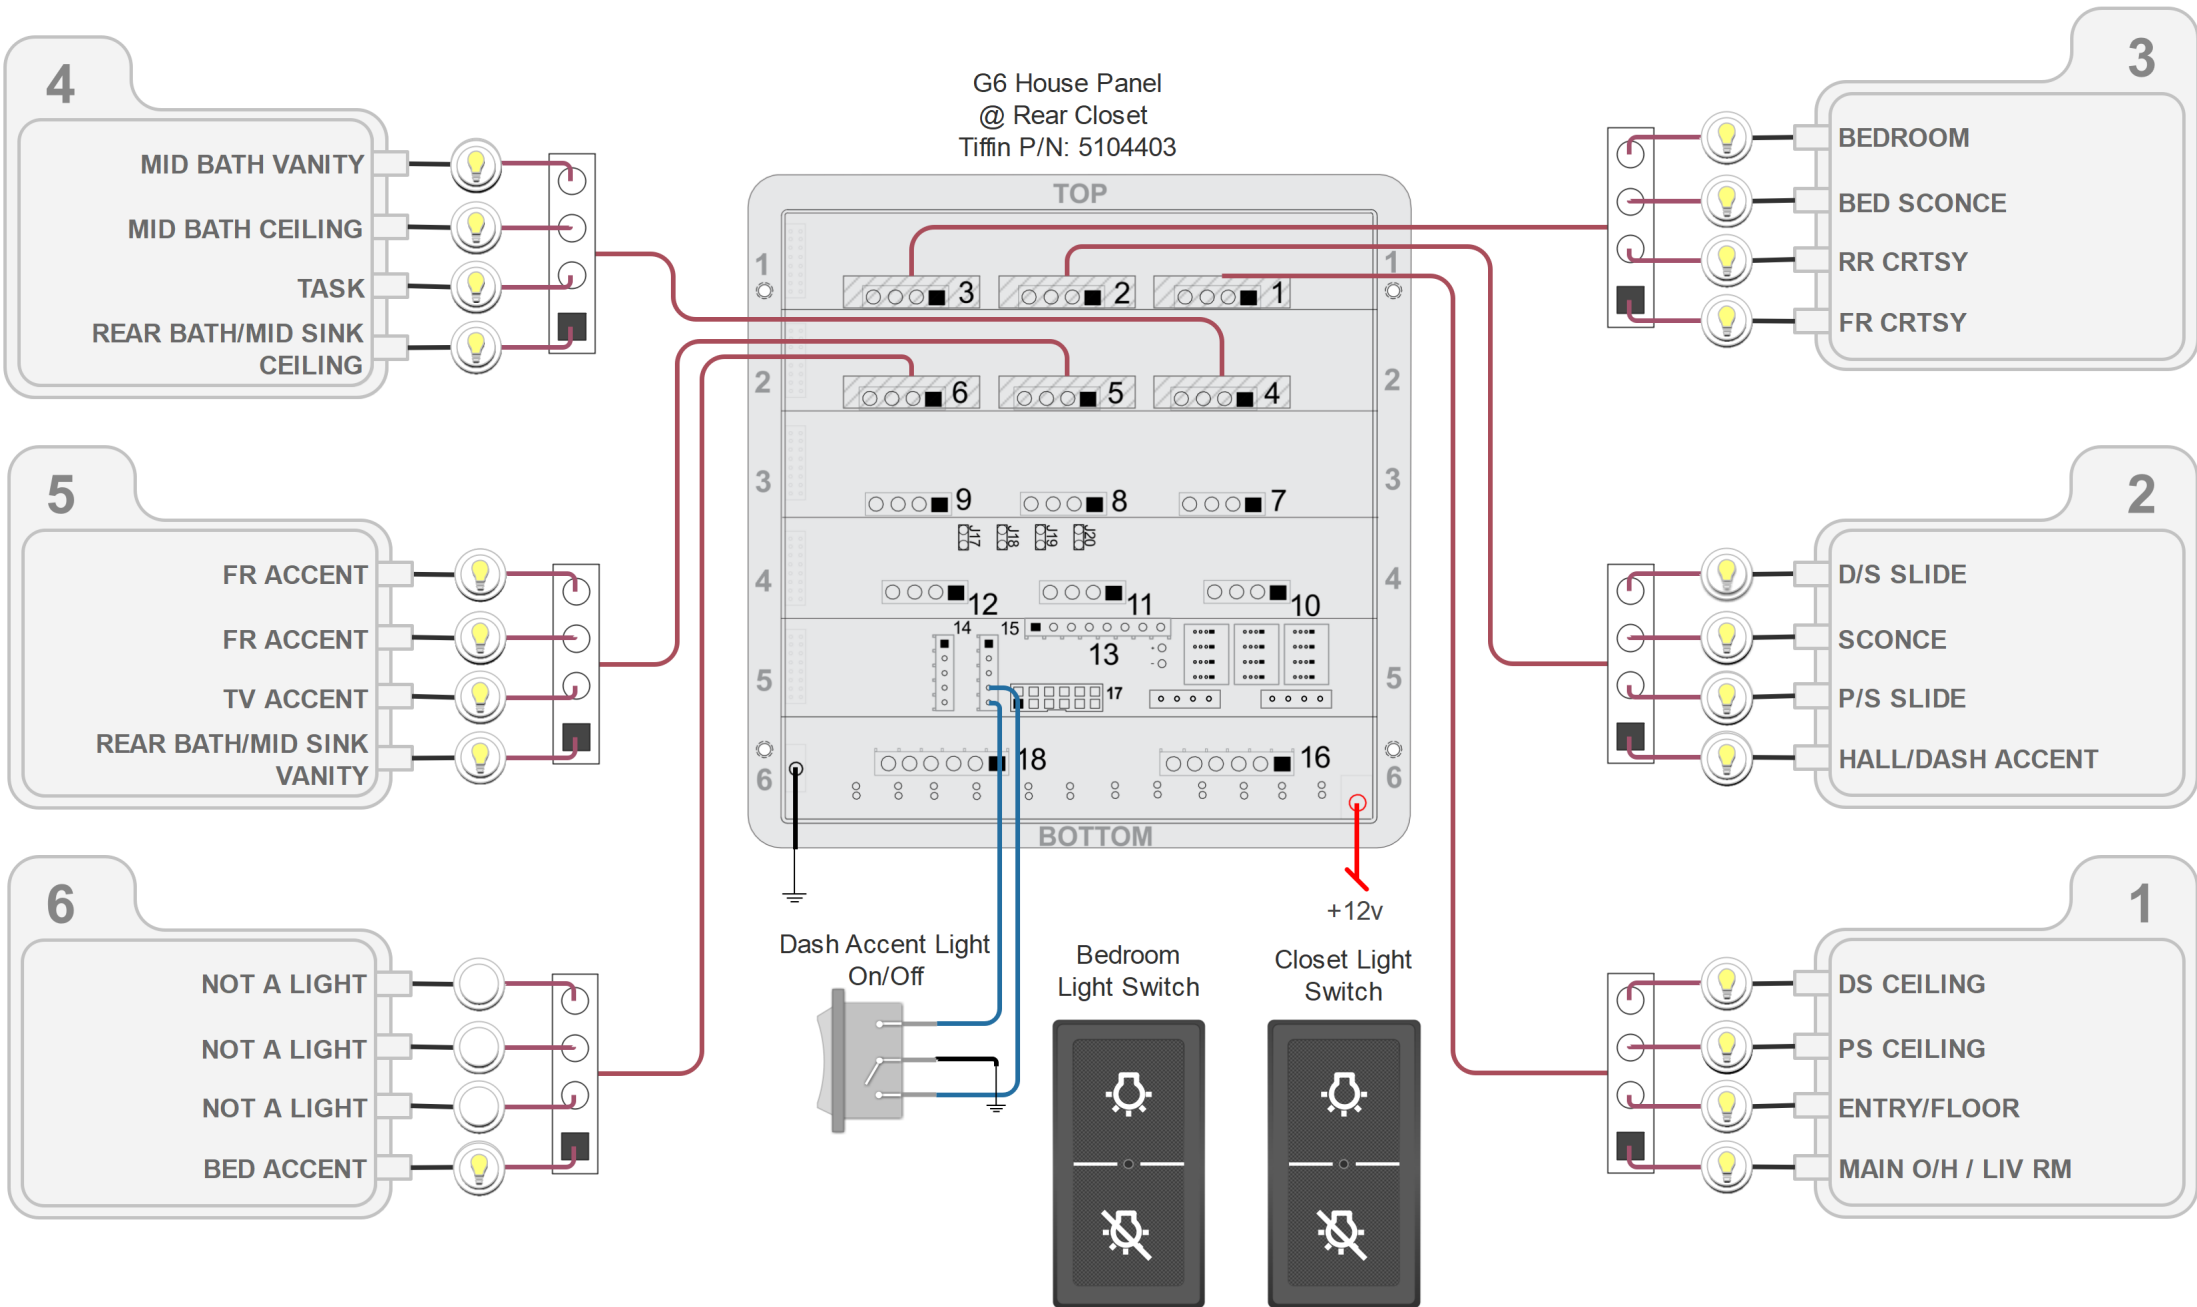 G6 House Panel
@ Rear Closet
Tiffin P/N: 5104403
4
MID BATH VANITY
MID BATH CEILING
TASK
REAR BATH/MID SINK
CEILING
5
FR ACCENT
FR ACCENT
TV ACCENT
REAR BATH/MID SINK
VANITY
6
NOT A LIGHT
NOT A LIGHT
NOT A LIGHT
BED ACCENT
TOP
1
1
3
2
1
2
2
6
5
4
3
3
9
8
7
J17
J18
J19
J20
4
4
12
11
10
14
15
13
5
5
17
18
16
6
6
BOTTOM
+12v
Dash Accent Light
On/Off
Bedroom
Light Switch
Closet Light
Switch
3
BEDROOM
BED SCONCE
RR CRTSY
FR CRTSY
2
D/S SLIDE
SCONCE
P/S SLIDE
HALL/DASH ACCENT
1
DS CEILING
PS CEILING
ENTRY/FLOOR
MAIN O/H / LIV RM